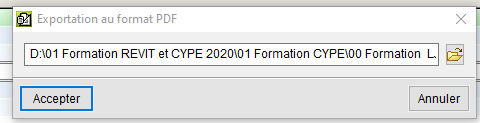 Exportation au format PDF
D:\01 Formation REVIT et CYPE 2020\01 Formation CYPE\00 Formation L.
Accepter
Annuler